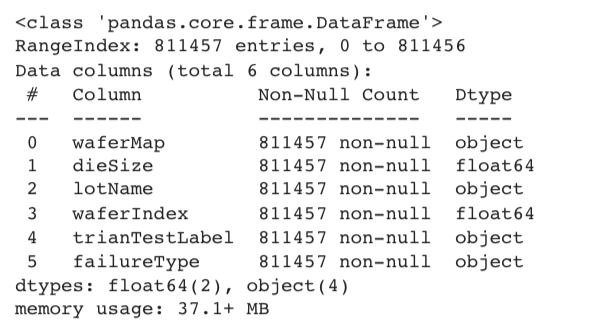 <class 'pandas.core.frame.DataFrame'>
RangeIndex: 811457 entries, 0 to 811456
Data columns (total 6 columns):
 #   Column          Non-Null Count   Dtype
---  ------          --------------   -----
 0   waferMap        811457 non-null  object
 1   dieSize         811457 non-null  float64
 2   lotName         811457 non-null  object
 3   waferIndex      811457 non-null  float64
 4   trianTestLabel  811457 non-null  object
 5   failureType     811457 non-null  object
dtypes: float64(2), object(4)
memory usage: 37.1+ MB